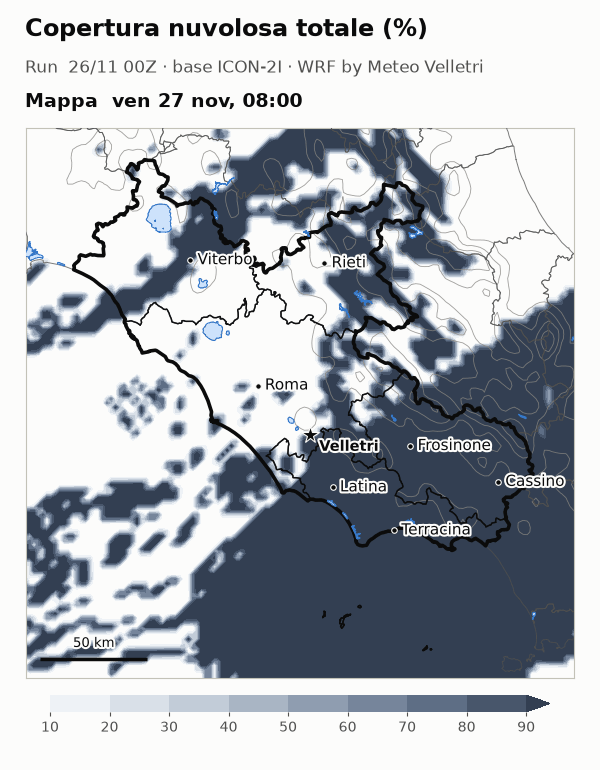 Copertura nuvolosa totale (%)
Run  26/11 00Z · base ICON-2I · WRF by Meteo Velletri
Mappa  ven 27 nov, 08:00
Viterbo
Rieti
Roma
Velletri
Frosinone
Cassino
Latina
Terracina
50 km
10 20 30 40 50 60 70 80 90